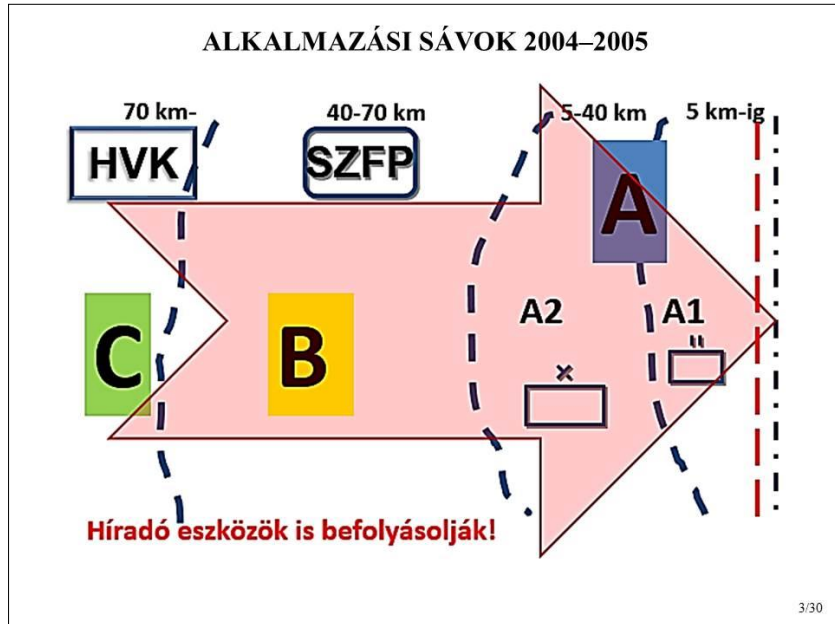 ALKALMAZÁSI SÁVOK 2004–2005
70 km-
40-70 km
5-40 km
5 km-ig
HVK
SZFP
A
C
B
A2
A1
Híradó eszközök is befolyásolják!
3/30